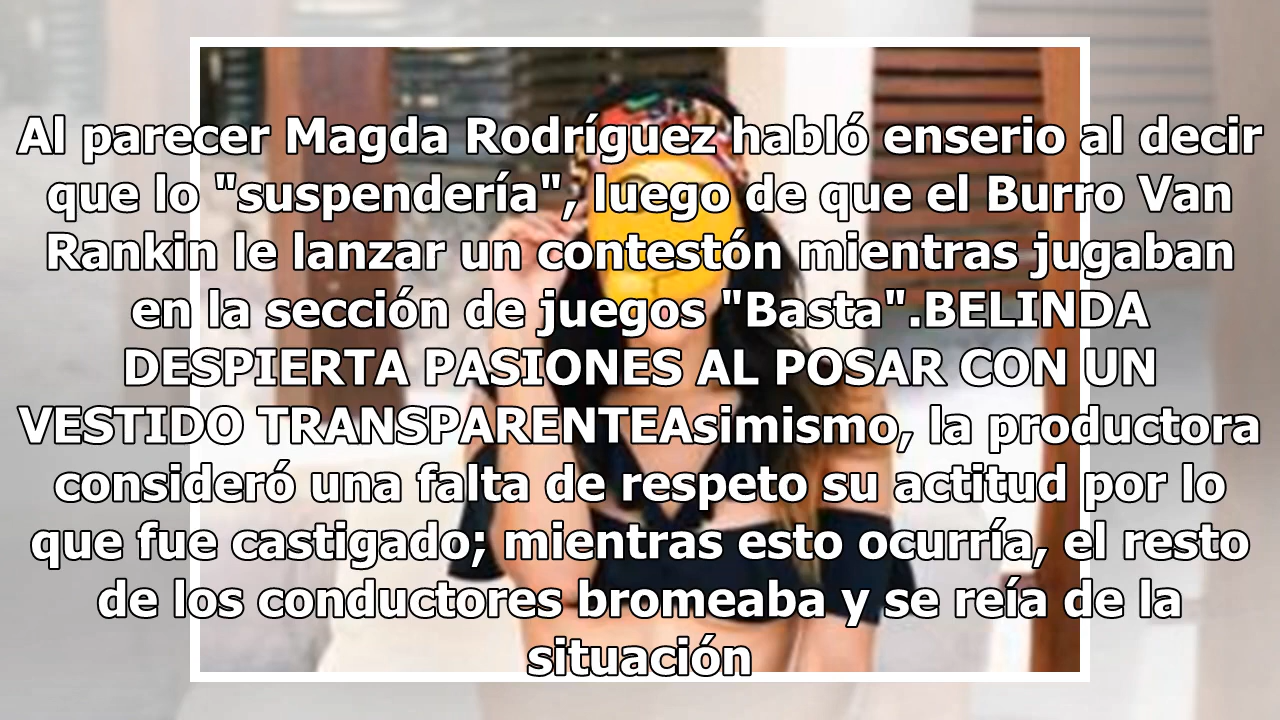 Al parecer Magda Rodríguez habló enserio al decir
que lo "suspendería", luego de que el Burro Van
Rankin le lanzar un contestón mientras jugaban
en la sección de juegos "Basta".BELINDA
DESPIERTA PASIONES AL POSAR CON UN
VESTIDO TRANSPARENTEAsimismo, la productora
consideró una falta de respeto su actitud por lo
que fue castigado; mientras esto ocurría, el resto
de los conductores bromeaba y se reía de la
situación